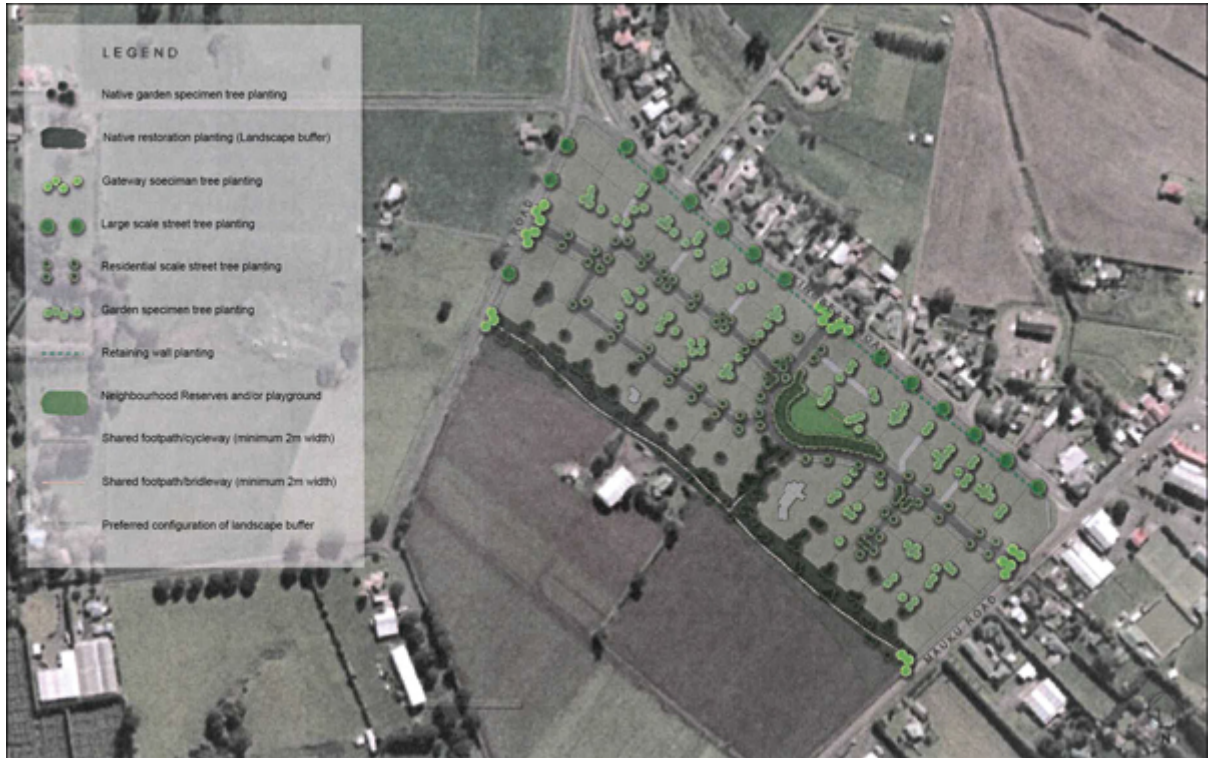 LEGEND
Native garden specimen tree planting
Native restoration planting (Landscape buffer)
Gateway soeciman tree planting
Large scale street tree planting
Residential scale street tree planting
Garden specimen tree planting
Retaining wall planting
Neighbourhood Reserves and/or playground
Shared footpath/cycleway (minimum 2m width)
Shared footpath/bridleway (minimum 2m width)
Preferred configuration of landscape buffer
ROAD
ROAD
MAUKU ROAD